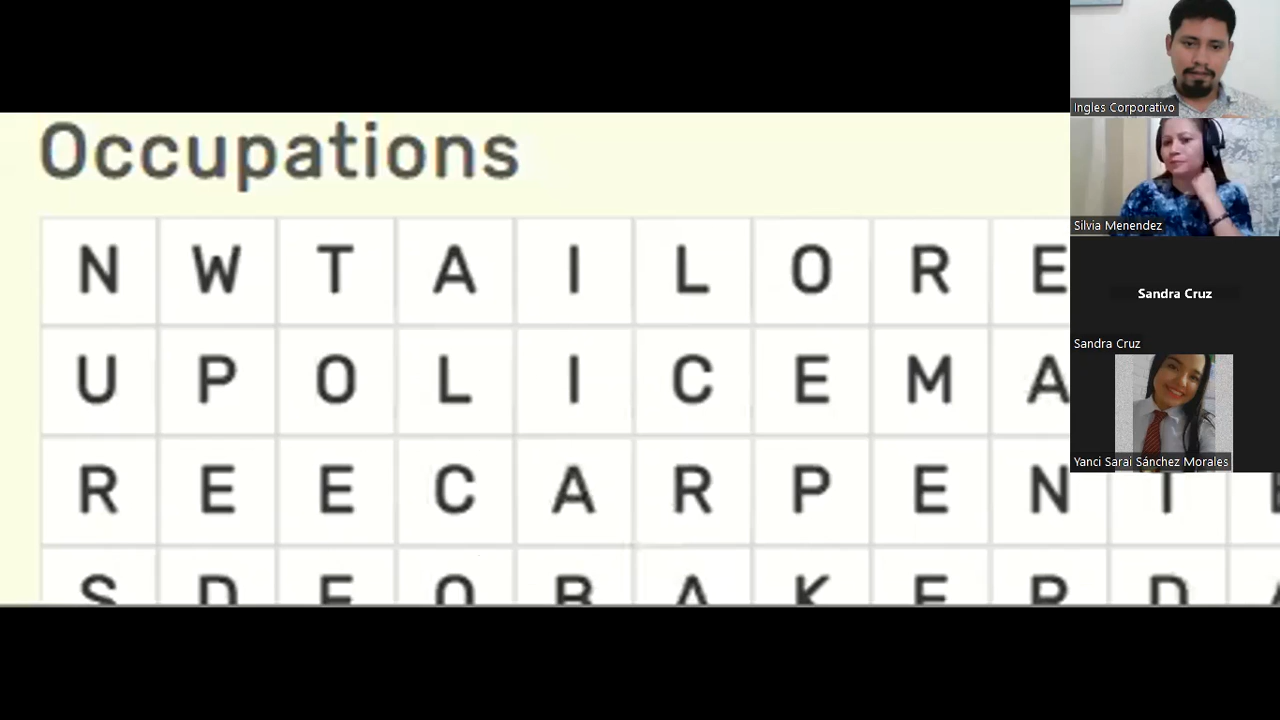 Occupations
N W T A I L O R E
U P O L I C E M A
R E E C A R P E N
S D E O B A K E R D
Ingles Corporativo
Silvia Menendez
Sandra Cruz
Sandra Cruz
Yanci Sarai Sánchez Morales